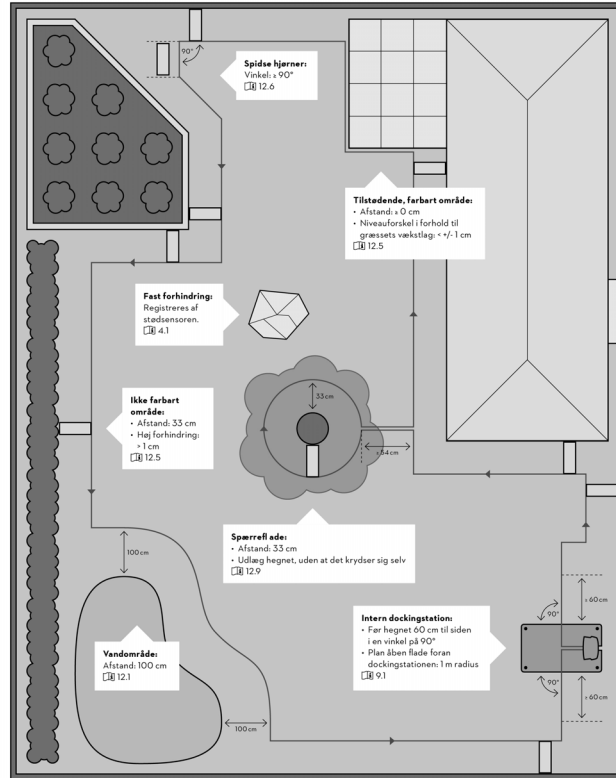 90°
Spidse hjørner:
Vinkel: ≥ 90°
12.6
Tilstødende, farbart område:
• Afstand: ≥ 0 cm
• Niveauforskel i forhold til
græssets vækstlag: < +/- 1 cm
12.5
Fast forhindring:
Registreres af
stødsensoren.
4.1
33 cm
Ikke farbart
område:
• Afstand: 33 cm
• Høj forhindring:
> 1 cm
12.5
≥ 54 cm
Spærrefl ade:
• Afstand: 33 cm
• Udlæg hegnet, uden at det krydser sig selv
12.9
100 cm
≥ 60 cm
Intern dockingstation:
• Før hegnet 60 cm til siden
i en vinkel på 90°
• Plan åben flade foran
dockingstationen: 1 m radius
9.1
90°
Vandområde:
Afstand: 100 cm
12.1
90°
≥ 60 cm
100 cm